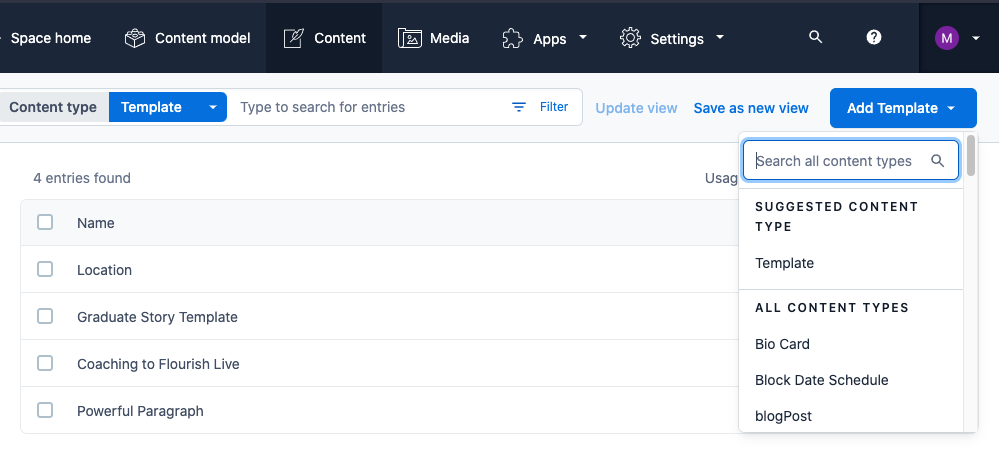 Space home Content model Content Media Apps Settings M
Content type Template Type to search for entries Filter Update view Save as new view Add Template
Search all content types
4 entries found
SUGGESTED CONTENT
TYPE
Template
ALL CONTENT TYPES
Bio Card
Block Date Schedule
blogPost
Name
Location
Graduate Story Template
Coaching to Flourish Live
Powerful Paragraph